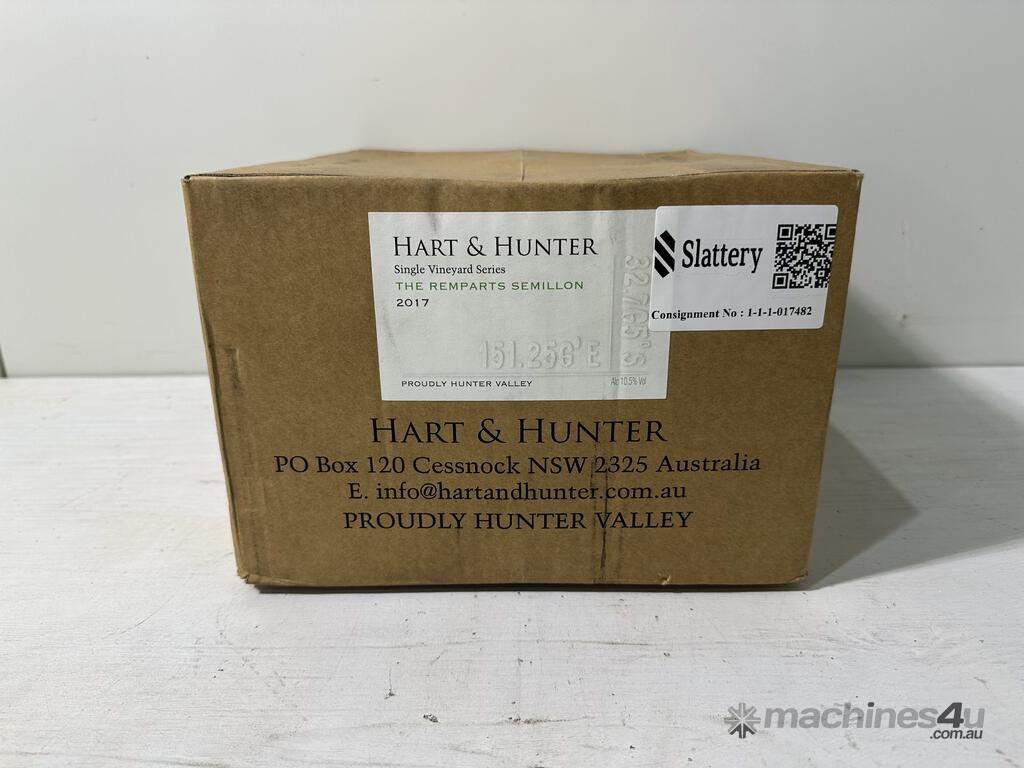 HART & HUNTER
Single Vineyard Series
THE REMPARTS SEMILLON
2017
151.256'E
32.765°S
PROUDLY HUNTER VALLEY
Alc 10.5% Vol
Slattery
Consignment No : 1-1-1-017482
HART & HUNTER
PO Box 120 Cessnock NSW 2325 Australia
E. info@hartandhunter.com.au
PROUDLY HUNTER VALLEY
machines4u
.com.au